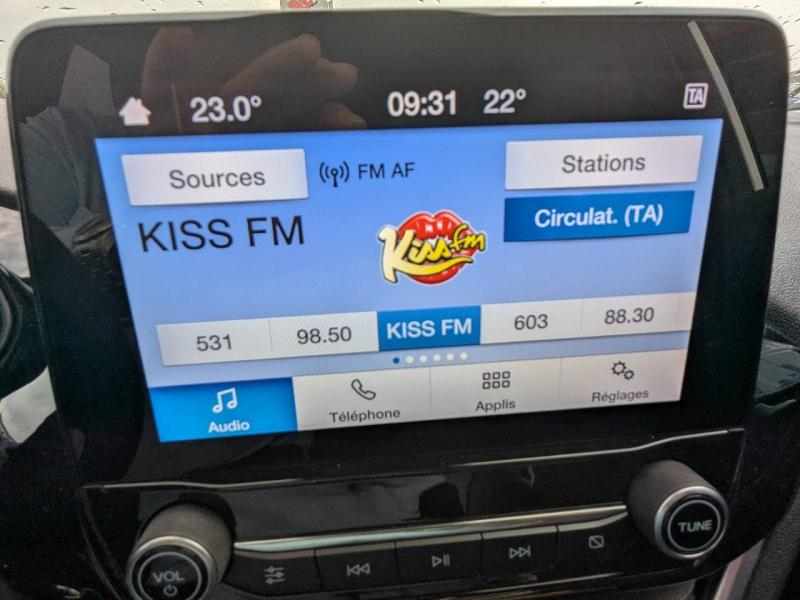 23.0° 09:31 22° TA
Sources FM AF Stations
KISS FM Kiss fm Circulat. (TA)
531 98.50 KISS FM 603 88.30
Audio Téléphone Applis Réglages
VOL TUNE